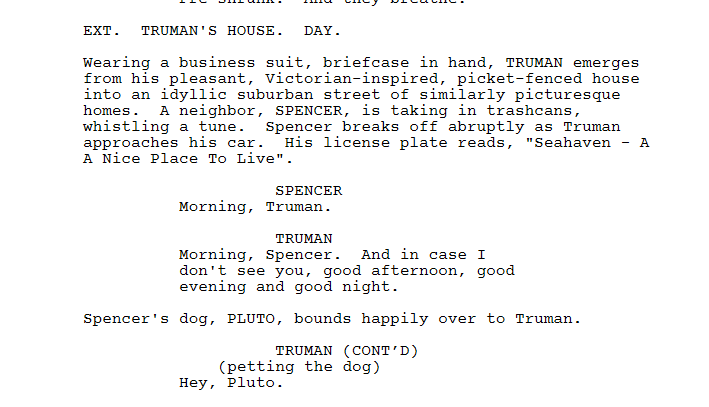 EXT. TRUMAN'S HOUSE. DAY.
Wearing a business suit, briefcase in hand, TRUMAN emerges
from his pleasant, Victorian-inspired, picket-fenced house
into an idyllic suburban street of similarly picturesque
homes. A neighbor, SPENCER, is taking in trashcans,
whistling a tune. Spencer breaks off abruptly as Truman
approaches his car. His license plate reads, "Seahaven - A
A Nice Place To Live".
SPENCER
Morning, Truman.
TRUMAN
Morning, Spencer. And in case I
don't see you, good afternoon, good
evening and good night.
Spencer's dog, PLUTO, bounds happily over to Truman.
TRUMAN (CONT'D)
(petting the dog)
Hey, Pluto.